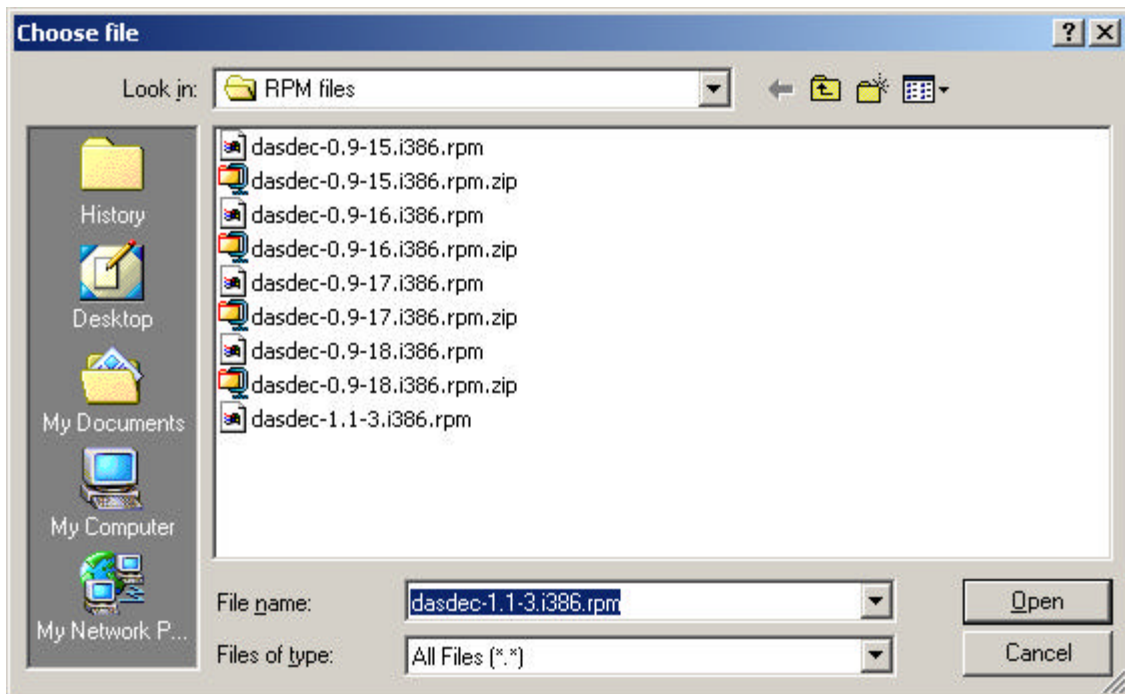 Choose file
Look in: RPM files
dasdec-0.9-15.i386.rpm
dasdec-0.9-15.i386.rpm.zip
dasdec-0.9-16.i386.rpm
dasdec-0.9-16.i386.rpm.zip
dasdec-0.9-17.i386.rpm
dasdec-0.9-17.i386.rpm.zip
dasdec-0.9-18.i386.rpm
dasdec-0.9-18.i386.rpm.zip
dasdec-1.1-3.i386.rpm
History
Desktop
My Documents
My Computer
My Network P...
File name: dasdec-1.1-3.i386.rpm Open
Files of type: All Files (*.*) Cancel